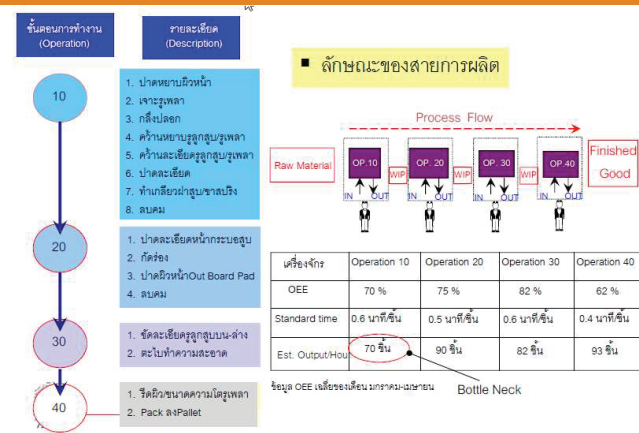 ขั้นตอนการทำงาน
(Operation)
รายละเอียด
(Description)
10
1. ปาดหยาบผิวหน้า
2. เจาะรูเพลา
3. กลึงปลอก
4. คว้านหยาบรูลูกสูบ/รูเพลา
5. คว้านละเอียดรูลูกสูบ/รูเพลา
6. ปาดละเอียด
7. ทำเกลียวฝาสูบ/ขาสปริง
8. ลบคม
20
1. ปาดละเอียดหน้ากระบอกสูบ
2. กัดร่อง
3. ปาดผิวหน้าOut Board Pad
4. ลบคม
30
1. ขัดละเอียดรูลูกสูบบน-ล่าง
2. ตะไบทำความสะอาด
40
1. รีดผิว/ขนาดความโตรูเพลา
2. Pack ลงPallet
■ ลักษณะของสายการผลิต
Process Flow
Raw Material
OP.10
WIP
OP. 20
WIP
OP. 30
WIP
OP.40
Finished
Good
IN OUT IN OUT IN OUT IN OUT
เครื่องจักร Operation 10 Operation 20 Operation 30 Operation 40
OEE 70 % 75 % 82 % 62 %
Standard time 0.6 นาที/ชิ้น 0.5 นาที/ชิ้น 0.6 นาที/ชิ้น 0.4 นาที/ชิ้น
Est. Output/Hou 70 ชิ้น 90 ชิ้น 82 ชิ้น 93 ชิ้น
ข้อมูล OEE เฉลี่ยของเดือน มกราคม-เมษายน
Bottle Neck